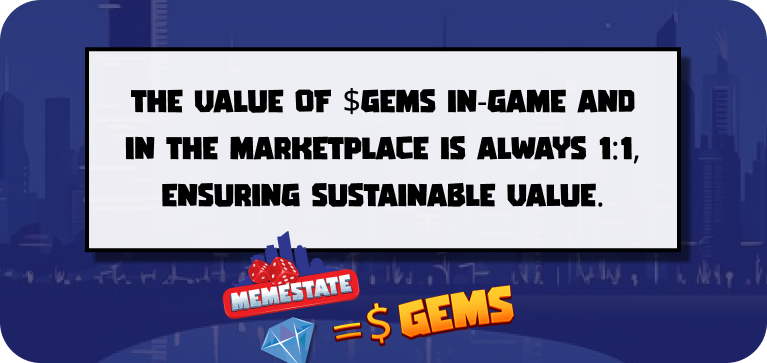 THE VALUE OF $GEMS IN-GAME AND
IN THE MARKETPLACE IS ALWAYS 1:1,
ENSURING SUSTAINABLE VALUE.
MEMESTATE
=$ GEMS